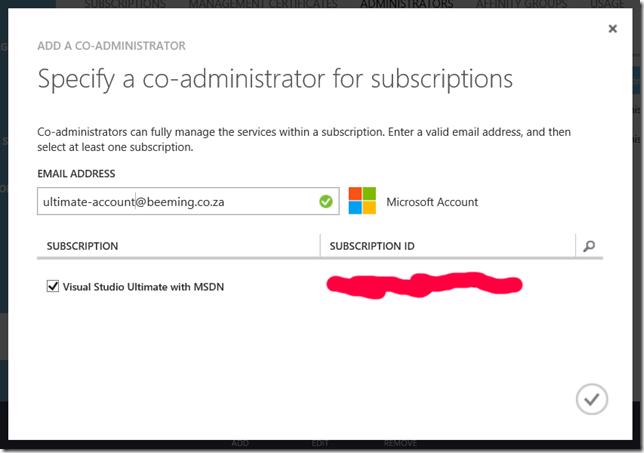 SUBSCRIPTIONS MANAGEMENT CERTIFICATES ADMINISTRATORS AFFINITY GROUPS USAGE
ADD A CO-ADMINISTRATOR
Specify a co-administrator for subscriptions
Co-administrators can fully manage the services within a subscription. Enter a valid email address, and then
select at least one subscription.
EMAIL ADDRESS
ultimate-account@beeming.co.za Microsoft Account
SUBSCRIPTION SUBSCRIPTION ID
Visual Studio Ultimate with MSDN
ADD EDIT REMOVE